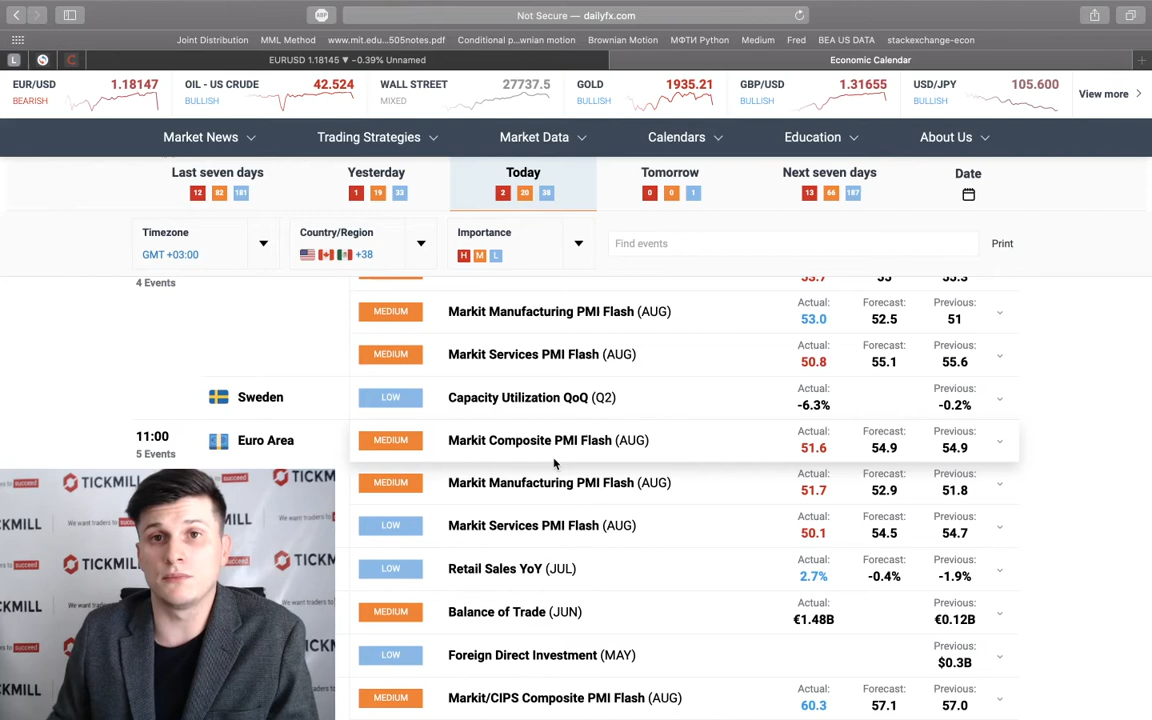 Not Secure — dailyfx.com
ABP
Joint Distribution MML Method www.mit.edu...505notes.pdf Conditional p...wnian motion Brownian Motion МФТИ Python Medium Fred BEA US DATA stackexchange-econ
L C EURUSD 1.18145 ▼ −0.39% Unnamed Economic Calendar
EUR/USD 1.18147 OIL - US CRUDE 42.524 WALL STREET 27737.5 GOLD 1935.21 GBP/USD 1.31655 USD/JPY 105.600
BEARISH BULLISH MIXED BULLISH BULLISH BULLISH View more
Market News Trading Strategies Market Data Calendars Education About Us
Last seven days Yesterday Today Tomorrow Next seven days Date
12 82 181 1 19 33 2 20 38 0 0 1 13 66 187
Timezone Country/Region Importance
GMT +03:00 +38 H M L Find events Print
4 Events 53.7 55 55.3
MEDIUM Markit Manufacturing PMI Flash (AUG) Actual: 53.0 Forecast: 52.5 Previous: 51
MEDIUM Markit Services PMI Flash (AUG) Actual: 50.8 Forecast: 55.1 Previous: 55.6
Sweden LOW Capacity Utilization QoQ (Q2) Actual: -6.3% Previous: -0.2%
11:00 Euro Area MEDIUM Markit Composite PMI Flash (AUG) Actual: 51.6 Forecast: 54.9 Previous: 54.9
5 Events
MEDIUM Markit Manufacturing PMI Flash (AUG) Actual: 51.7 Forecast: 52.9 Previous: 51.8
LOW Markit Services PMI Flash (AUG) Actual: 50.1 Forecast: 54.5 Previous: 54.7
LOW Retail Sales YoY (JUL) Actual: 2.7% Forecast: -0.4% Previous: -1.9%
MEDIUM Balance of Trade (JUN) Actual: €1.48B Previous: €0.12B
LOW Foreign Direct Investment (MAY) Previous: $0.3B
MEDIUM Markit/CIPS Composite PMI Flash (AUG) Actual: 60.3 Forecast: 57.1 Previous: 57.0
TICKMILL
We want traders to succeed